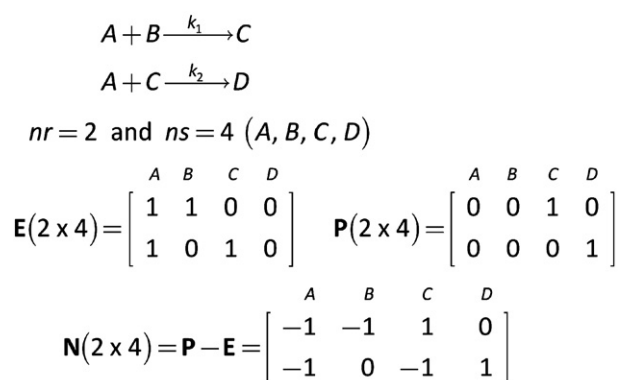 A + B —k₁→ C
A + C —k₂→ D
nr = 2 and ns = 4 (A, B, C, D)
A B C D
E(2 x 4) = [ 1 1 0 0
1 0 1 0 ]
A B C D
P(2 x 4) = [ 0 0 1 0
0 0 0 1 ]
A B C D
N(2 x 4) = P − E = [ −1 −1 1 0
−1 0 −1 1 ]